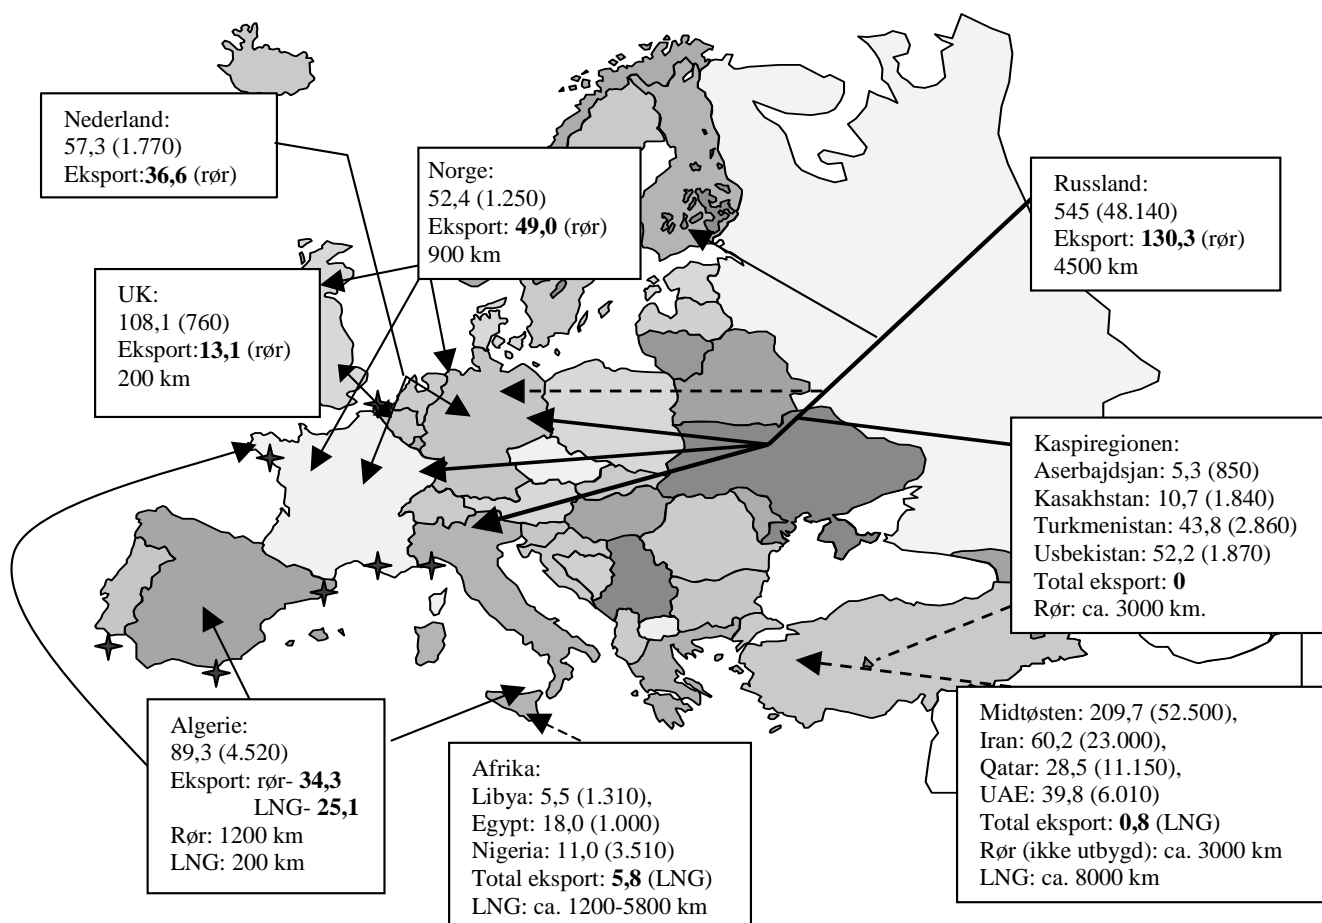 Nederland:
57,3 (1.770)
Eksport:36,6 (rør)
Norge:
52,4 (1.250)
Eksport: 49,0 (rør)
900 km
Russland:
545 (48.140)
Eksport: 130,3 (rør)
4500 km
UK:
108,1 (760)
Eksport:13,1 (rør)
200 km
Kaspiregionen:
Aserbajdsjan: 5,3 (850)
Kasakhstan: 10,7 (1.840)
Turkmenistan: 43,8 (2.860)
Usbekistan: 52,2 (1.870)
Total eksport: 0
Rør: ca. 3000 km.
Algerie:
89,3 (4.520)
Eksport: rør- 34,3
LNG- 25,1
Rør: 1200 km
LNG: 200 km
Afrika:
Libya: 5,5 (1.310),
Egypt: 18,0 (1.000)
Nigeria: 11,0 (3.510)
Total eksport: 5,8 (LNG)
LNG: ca. 1200-5800 km
Midtøsten: 209,7 (52.500),
Iran: 60,2 (23.000),
Qatar: 28,5 (11.150),
UAE: 39,8 (6.010)
Total eksport: 0,8 (LNG)
Rør (ikke utbygd): ca. 3000 km
LNG: ca. 8000 km